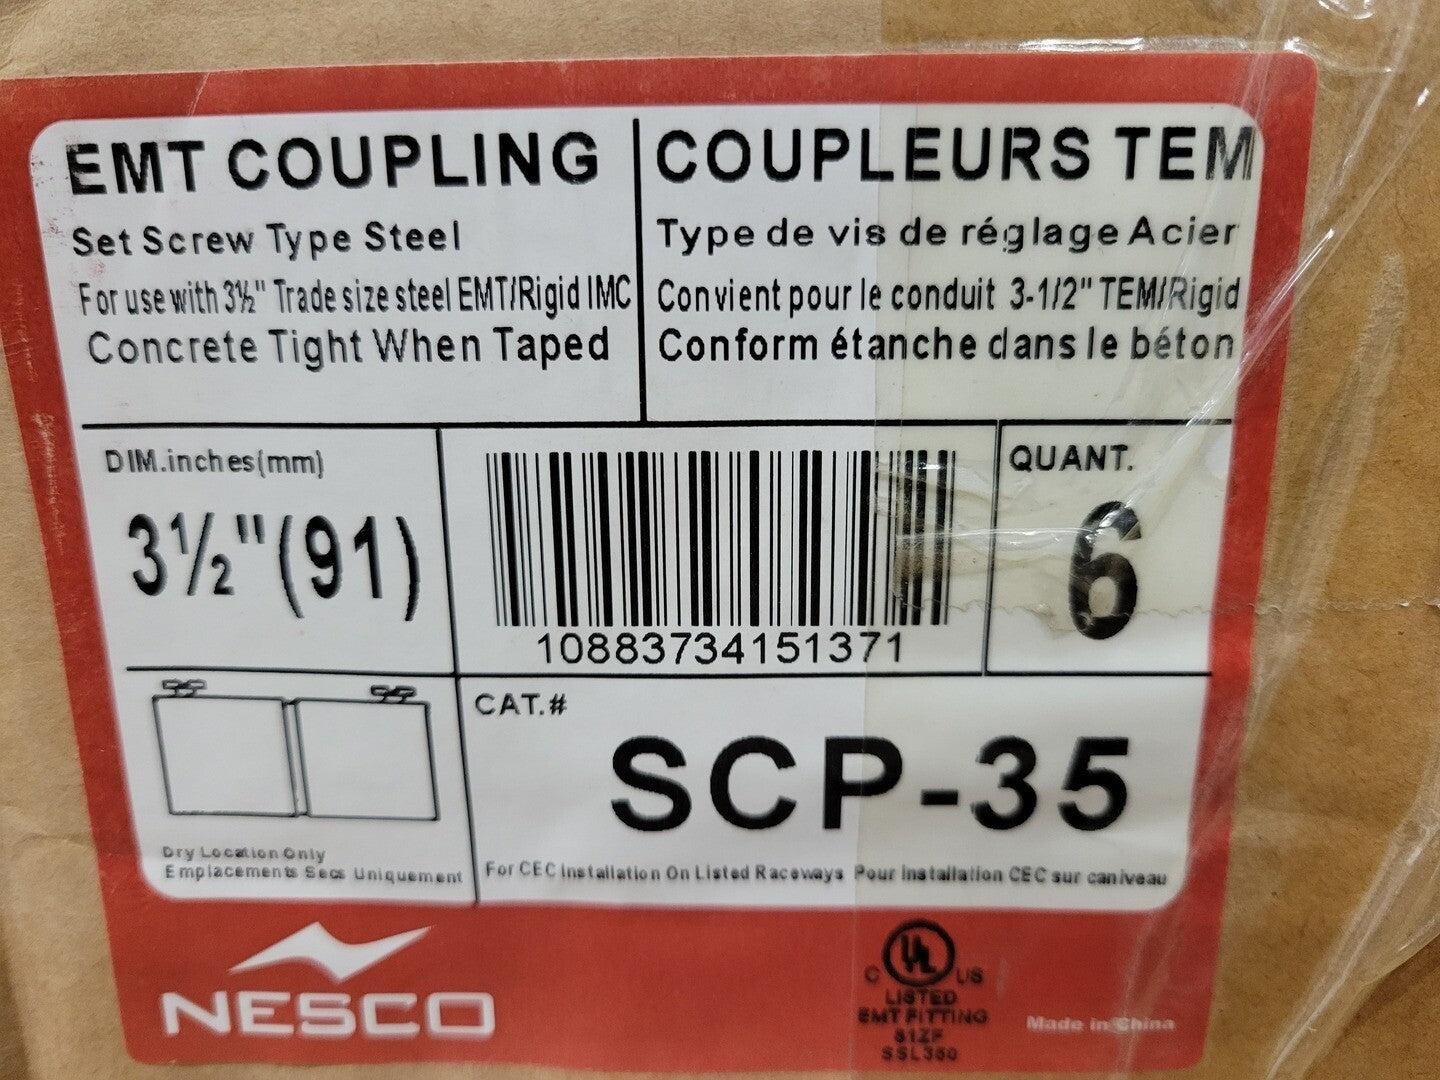 EMT COUPLING
Set Screw Type Steel
For use with 3½" Trade size steel EMT/Rigid IMC
Concrete Tight When Taped
COUPLEURS TEM
Type de vis de réglage Acier
Convient pour le conduit 3-1/2" TEM/Rigid
Conform étanche dans le béton
DIM.inches(mm)
3½"(91)
10883734151371
QUANT.
6
Dry Location Only
Emplacements Secs Uniquement
CAT.#
SCP-35
For CEC Installation On Listed Raceways Pour Installation CEC sur caniveau
NESCO
C UL US
LISTED
EMT FITTING
51ZF
SSL350
Made in China